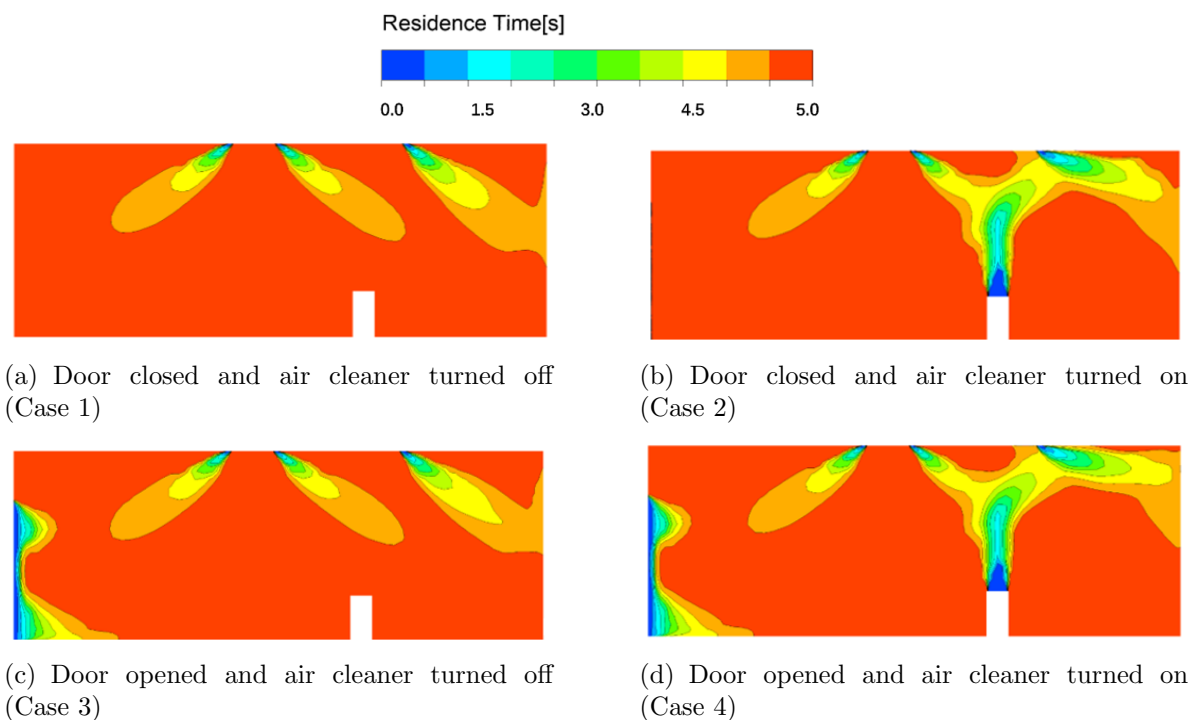 Residence Time[s]
0.0 1.5 3.0 4.5 5.0
(a) Door closed and air cleaner turned off
(Case 1)
(b) Door closed and air cleaner turned on
(Case 2)
(c) Door opened and air cleaner turned off
(Case 3)
(d) Door opened and air cleaner turned on
(Case 4)